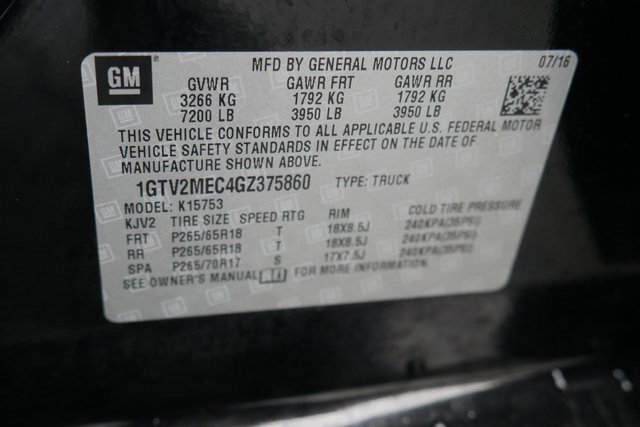 GM ®
MFD BY GENERAL MOTORS LLC 07/16
GVWR GAWR FRT GAWR RR
3266 KG 1792 KG 1792 KG
7200 LB 3950 LB 3950 LB
THIS VEHICLE CONFORMS TO ALL APPLICABLE U.S. FEDERAL MOTOR
VEHICLE SAFETY STANDARDS IN EFFECT ON THE DATE OF
MANUFACTURE SHOWN ABOVE.
1GTV2MEC4GZ375860 TYPE: TRUCK
MODEL: K15753
KJV2 TIRE SIZE SPEED RTG RIM COLD TIRE PRESSURE
FRT P265/65R18 T 18X8.5J 240KPA(35PSI)
RR P265/65R18 T 18X8.5J 240KPA(35PSI)
SPA P265/70R17 S 17X7.5J 240KPA(35PSI)
SEE OWNER'S MANUAL FOR MORE INFORMATION.